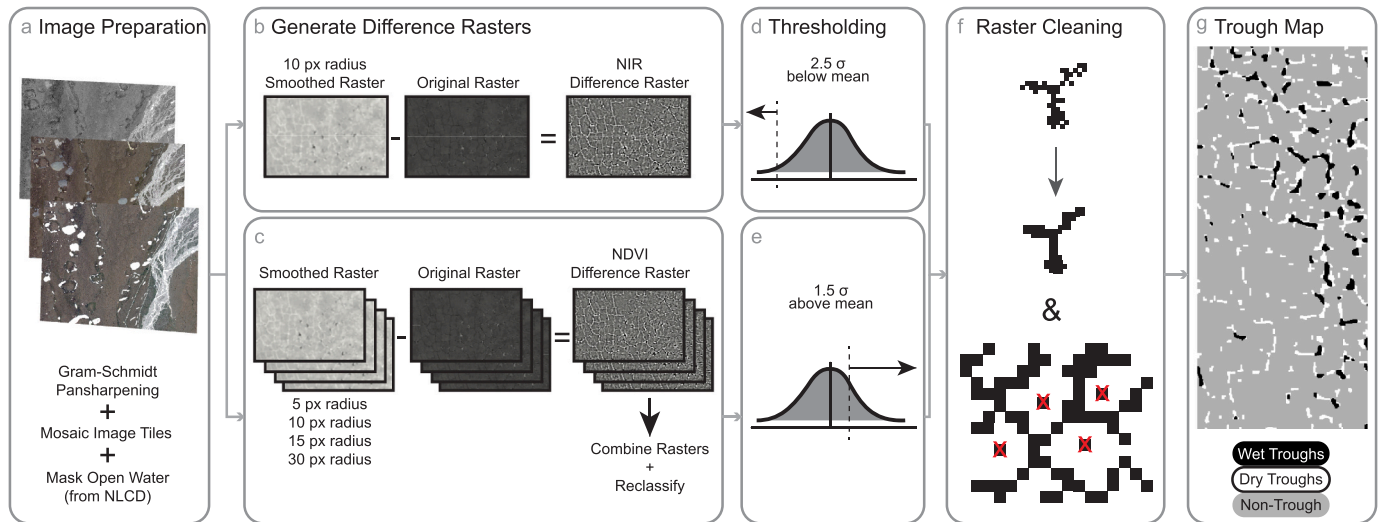 a Image Preparation
Gram-Schmidt
Pansharpening
+
Mosaic Image Tiles
+
Mask Open Water
(from NLCD)
b Generate Difference Rasters
10 px radius
Smoothed Raster
Original Raster
NIR
Difference Raster
-
=
c
Smoothed Raster
Original Raster
NDVI
Difference Raster
-
=
5 px radius
10 px radius
15 px radius
30 px radius
Combine Rasters
+
Reclassify
d Thresholding
2.5 σ
below mean
e
1.5 σ
above mean
f Raster Cleaning
&
g Trough Map
Wet Troughs
Dry Troughs
Non-Trough